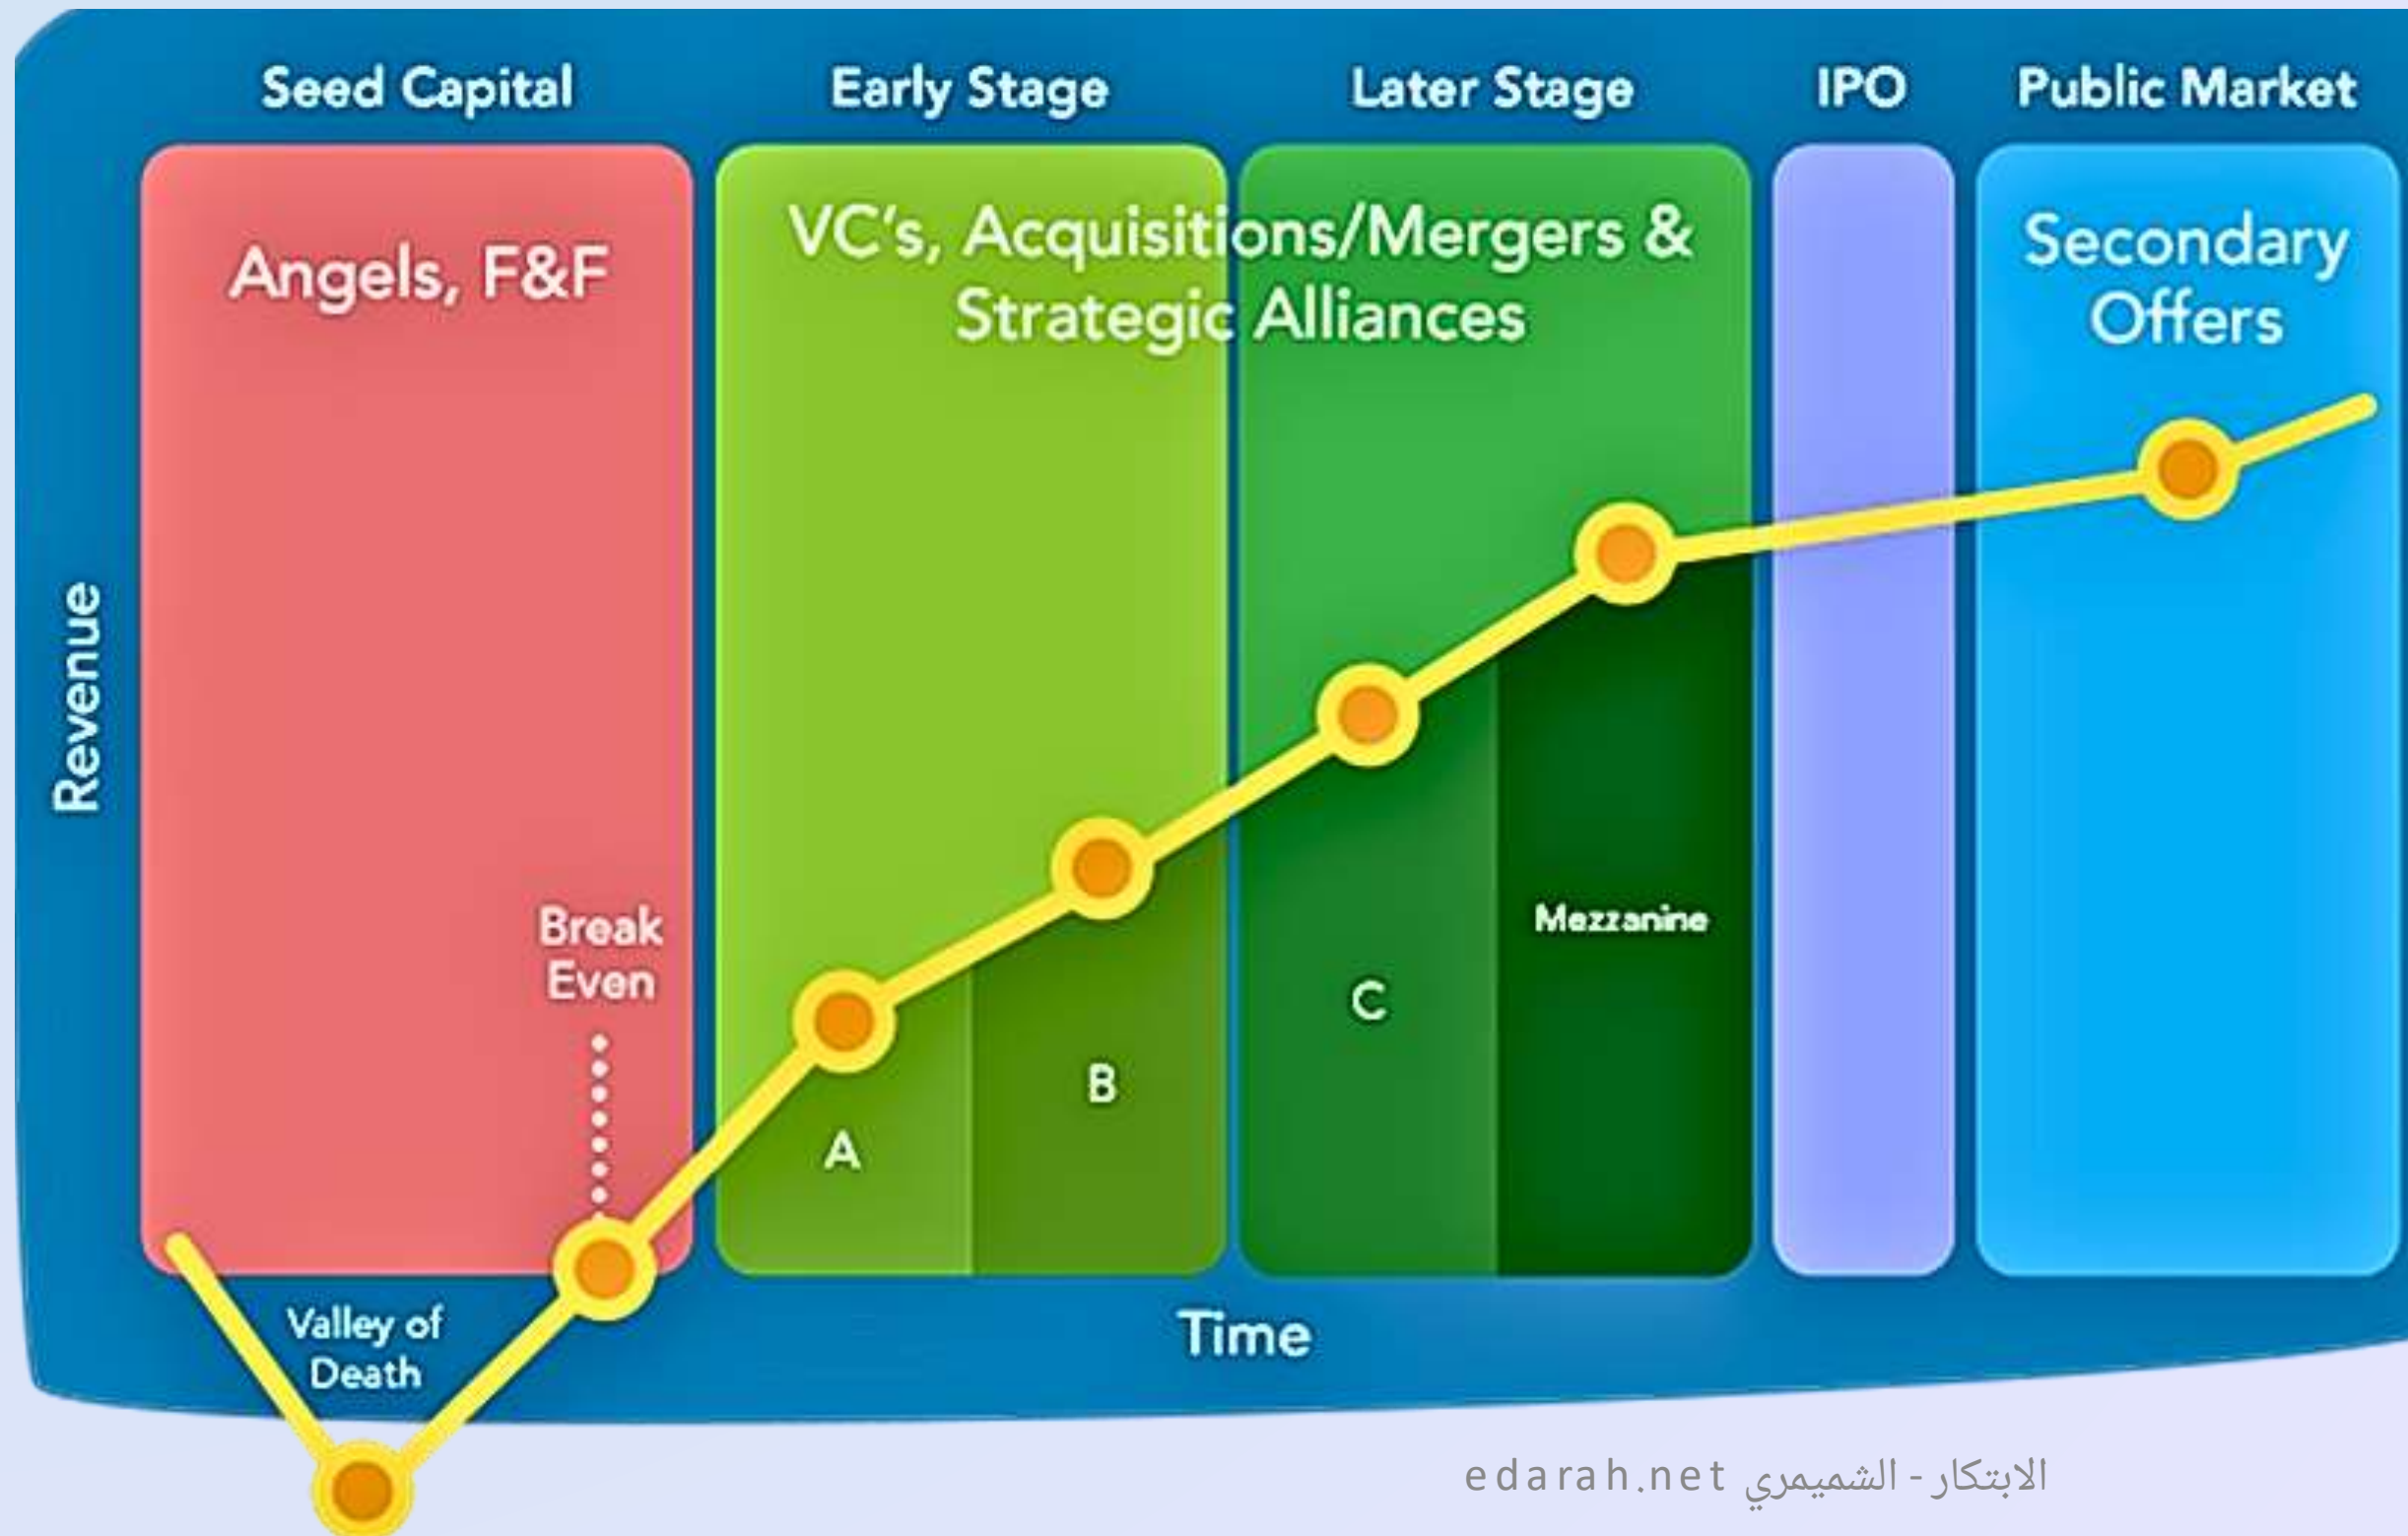 Seed Capital
Early Stage
Later Stage
IPO
Public Market
Angels, F&F
VC's, Acquisitions/Mergers &
Strategic Alliances
Secondary
Offers
Revenue
Break
Even
A
B
C
Mezzanine
Valley of
Death
Time
الابتكار - الشميمري edarah.net